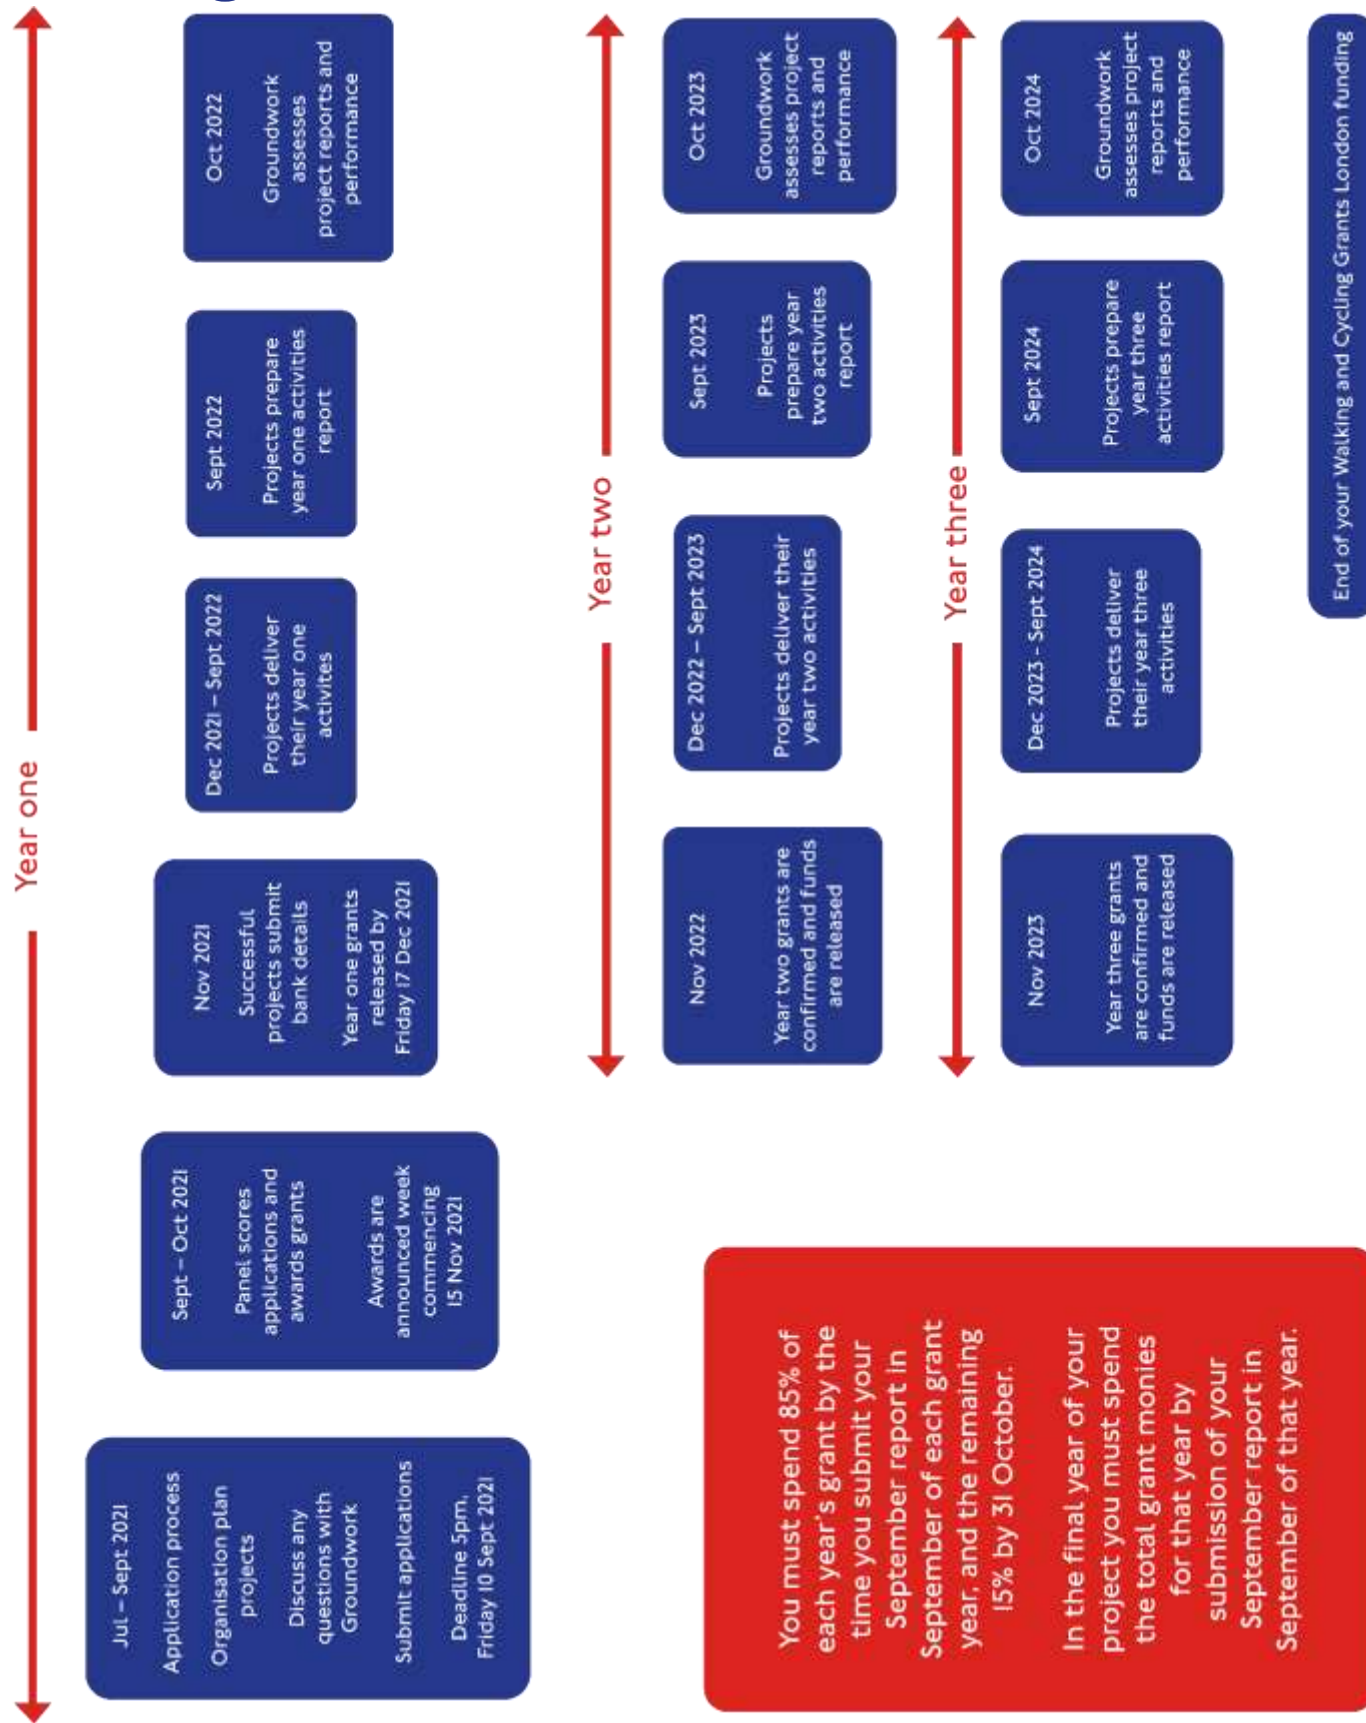 Year one
Jul – Sept 2021
Application process
Organisation plan
projects
Discuss any
questions with
Groundwork
Submit applications
Deadline 5pm,
Friday 10 Sept 2021
Sept – Oct 2021
Panel scores
applications and
awards grants
Awards are
announced week
commencing
15 Nov 2021
Nov 2021
Successful
projects submit
bank details
Year one grants
released by
Friday 17 Dec 2021
Dec 2021 – Sept 2022
Projects deliver
their year one
activites
Sept 2022
Projects prepare
year one activities
report
Oct 2022
Groundwork
assesses
project reports and
performance
Year two
Nov 2022
Year two grants are
confirmed and funds
are released
Dec 2022 – Sept 2023
Projects deliver their
year two activities
Sept 2023
Projects
prepare year
two activities
report
Oct 2023
Groundwork
assesses project
reports and
performance
Year three
Nov 2023
Year three grants
are confirmed and
funds are released
Dec 2023 - Sept 2024
Projects deliver
their year three
activities
Sept 2024
Projects prepare
year three
activities report
Oct 2024
Groundwork
assesses project
reports and
performance
You must spend 85% of
each year's grant by the
time you submit your
September report in
September of each grant
year, and the remaining
15% by 31 October.
In the final year of your
project you must spend
the total grant monies
for that year by
submission of your
September report in
September of that year.
End of your Walking and Cycling Grants London funding